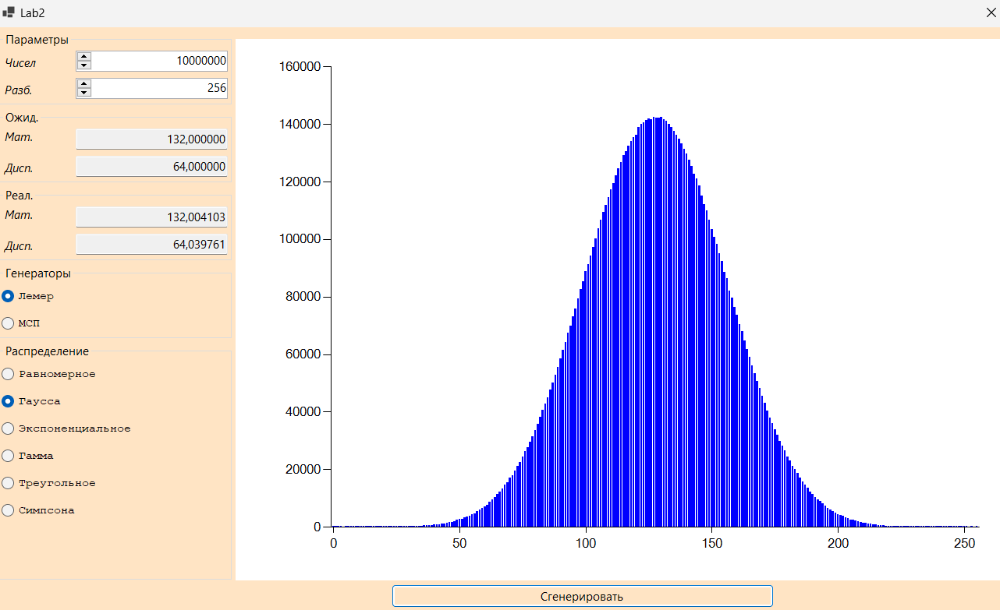 Lab2
Параметры
Чисел 10000000
Разб. 256
Ожид.
Мат. 132,000000
Дисп. 64,000000
Реал.
Мат. 132,004103
Дисп. 64,039761
Генераторы
Лемер
МСП
Распределение
Равномерное
Гаусса
Экспоненциальное
Гамма
Треугольное
Симпсона
160000
140000
120000
100000
80000
60000
40000
20000
0
0 50 100 150 200 250
Сгенерировать